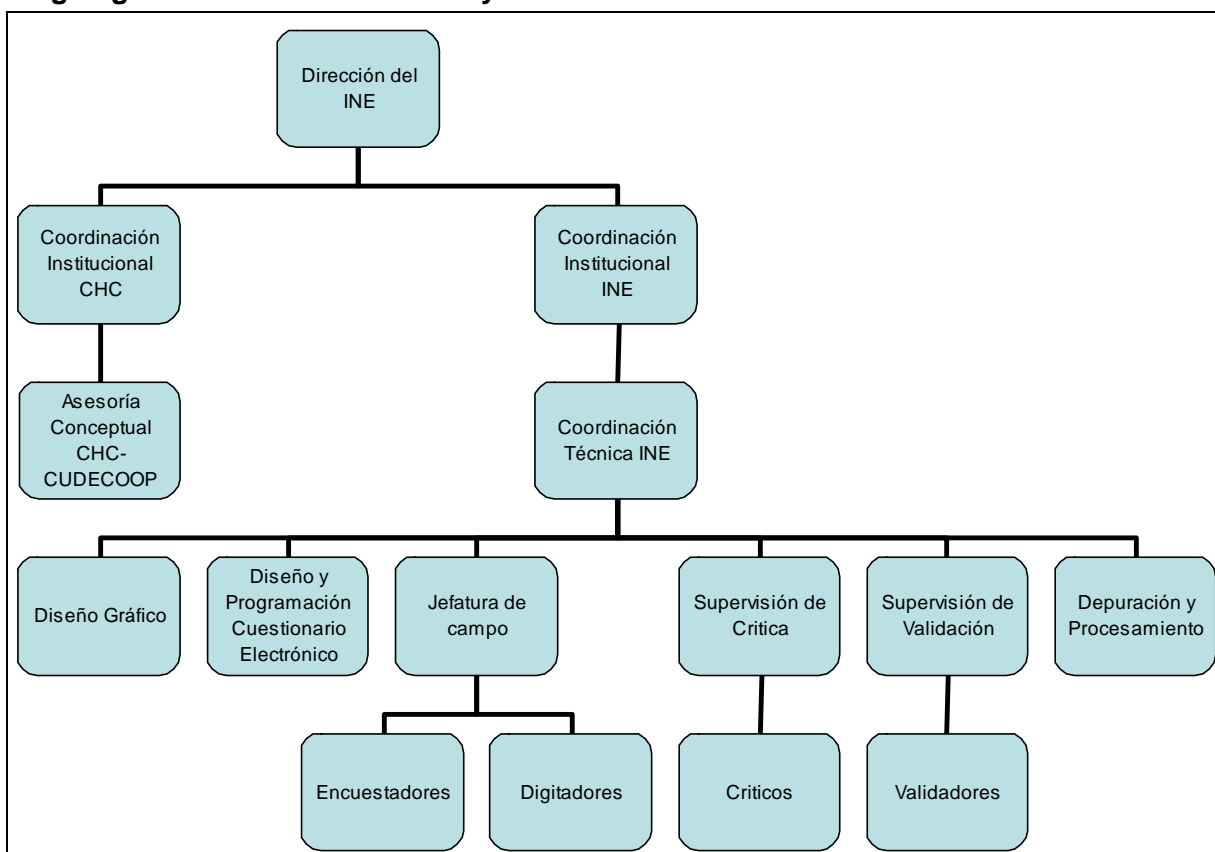 Dirección del
INE
Coordinación
Institucional
CHC
Coordinación
Institucional
INE
Asesoría
Conceptual
CHC-
CUDECOOP
Coordinación
Técnica INE
Diseño Gráfico
Diseño y
Programación
Cuestionario
Electrónico
Jefatura de
campo
Supervisión de
Critica
Supervisión de
Validación
Depuración y
Procesamiento
Encuestadores
Digitadores
Criticos
Validadores